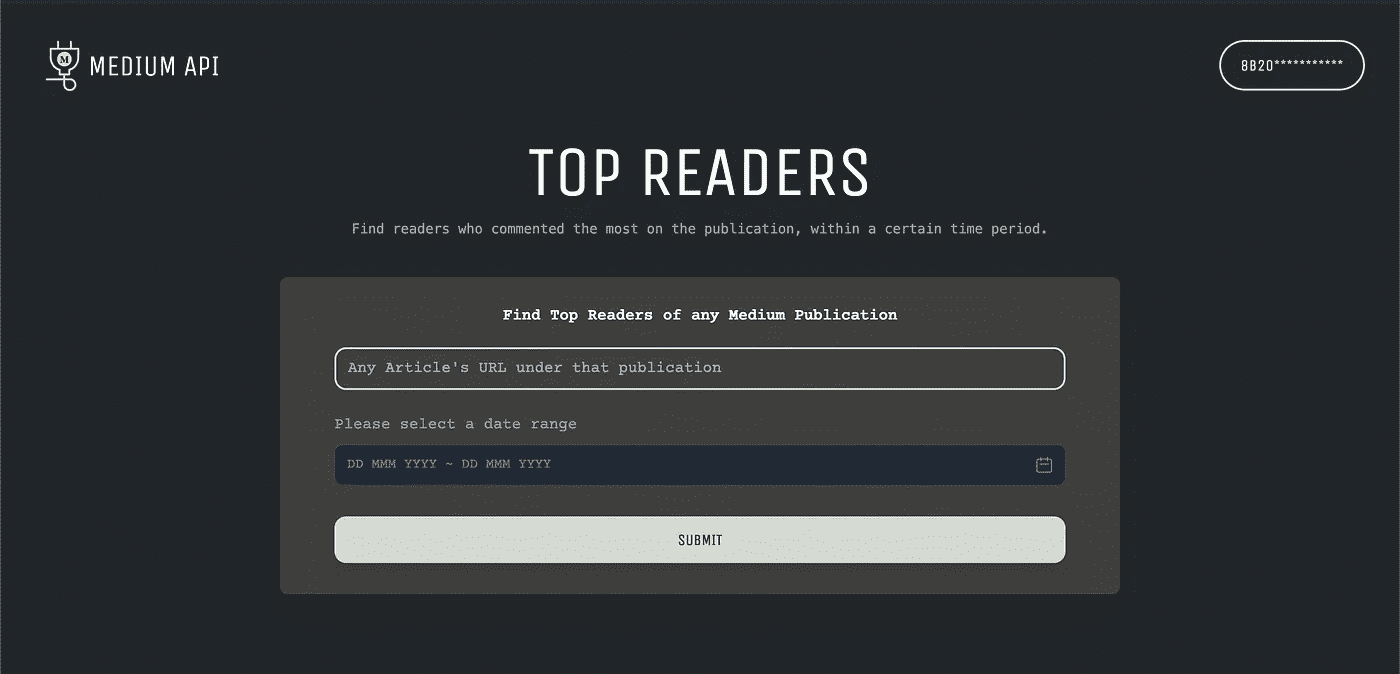 MEDIUM API
8B20***********
TOP READERS
Find readers who commented the most on the publication, within a certain time period.
Find Top Readers of any Medium Publication
Any Article's URL under that publication
Please select a date range
DD MMM YYYY ~ DD MMM YYYY
SUBMIT